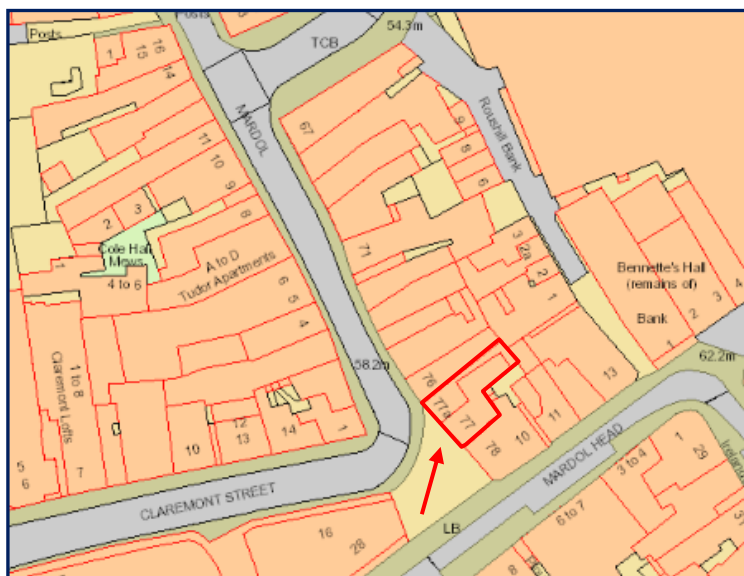 Posts
Posts
54.3m
TCB
1
15
16
14
MARDOL
67
Roushill Bank
11
10
9
8
9
8
6
3
2
Cole Hall
Mews
1
4 to 6
A to D
Tudor Apartments
6
5
4
71
3
2a
2
1
Bennette's Hall
(remains of)
Bank
1
2
3
4
62.2m
58.2m
76
77a
77
78
10
11
13
1 to 8
Claremont Lofts
5
6
7
10
12
13
14
1
CLAREMONT STREET
MARDOL HEAD
LB
16
28
3 to 4
1
29
31
6 to 7
8